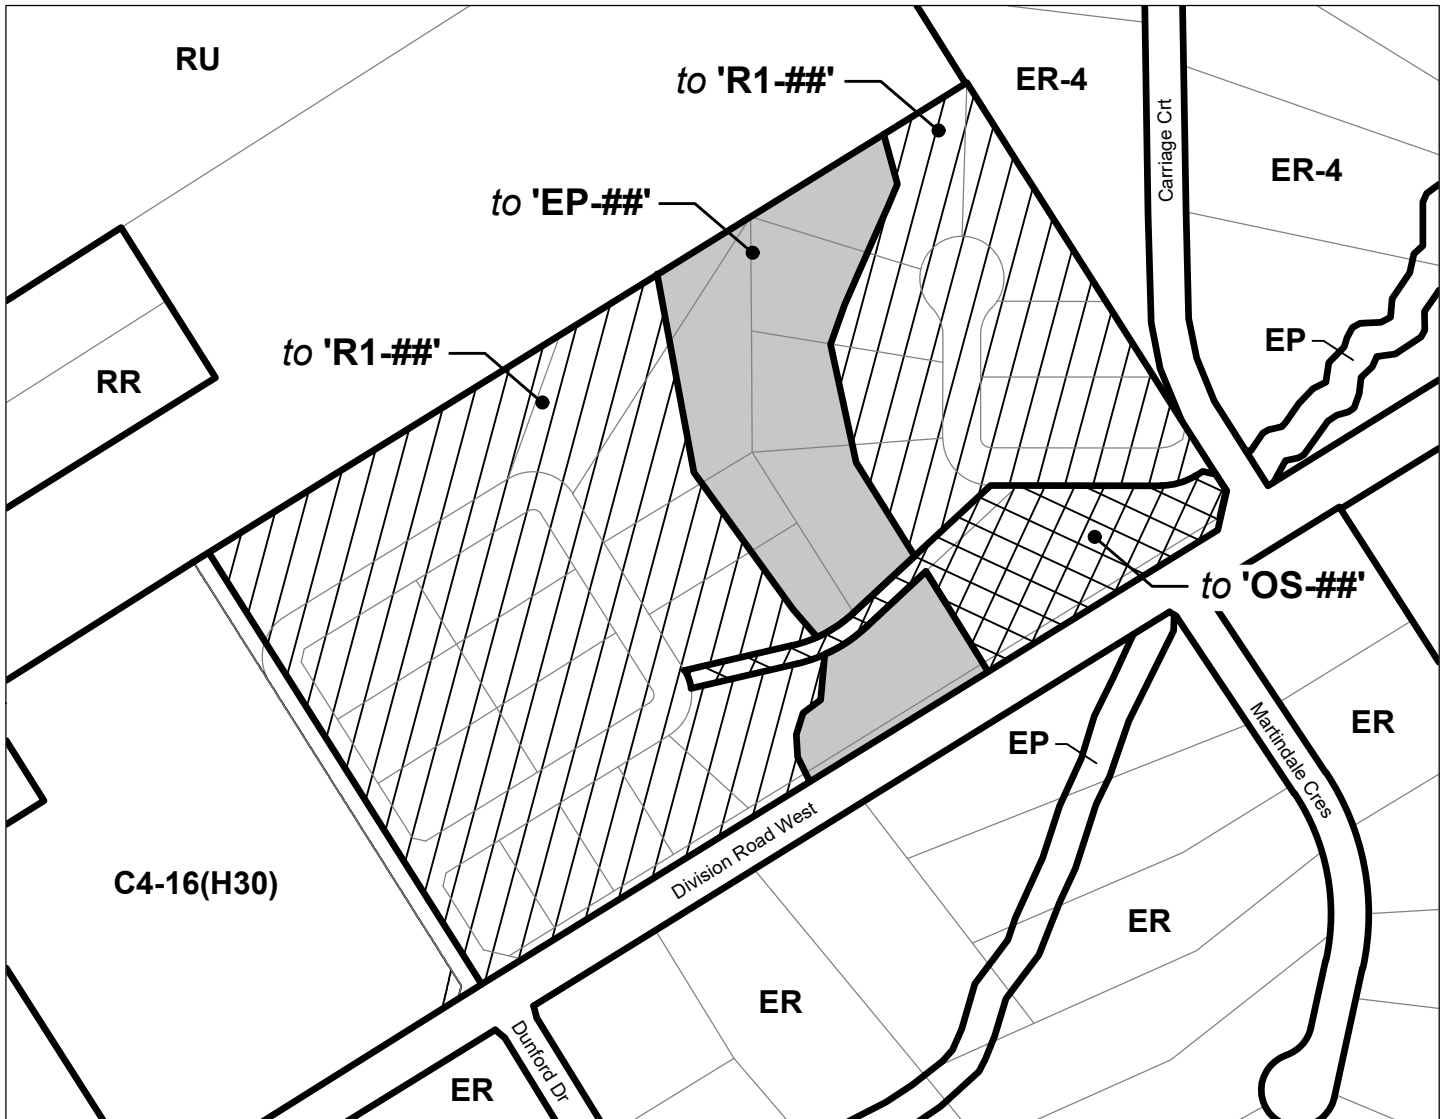 RU
to 'R1-##'
ER-4
Carriage Crt
ER-4
to 'EP-##'
EP
to 'R1-##'
RR
to 'OS-##'
ER
EP
Martindale Cres
Division Road West
C4-16(H30)
ER
ER
Dunford Dr
ER